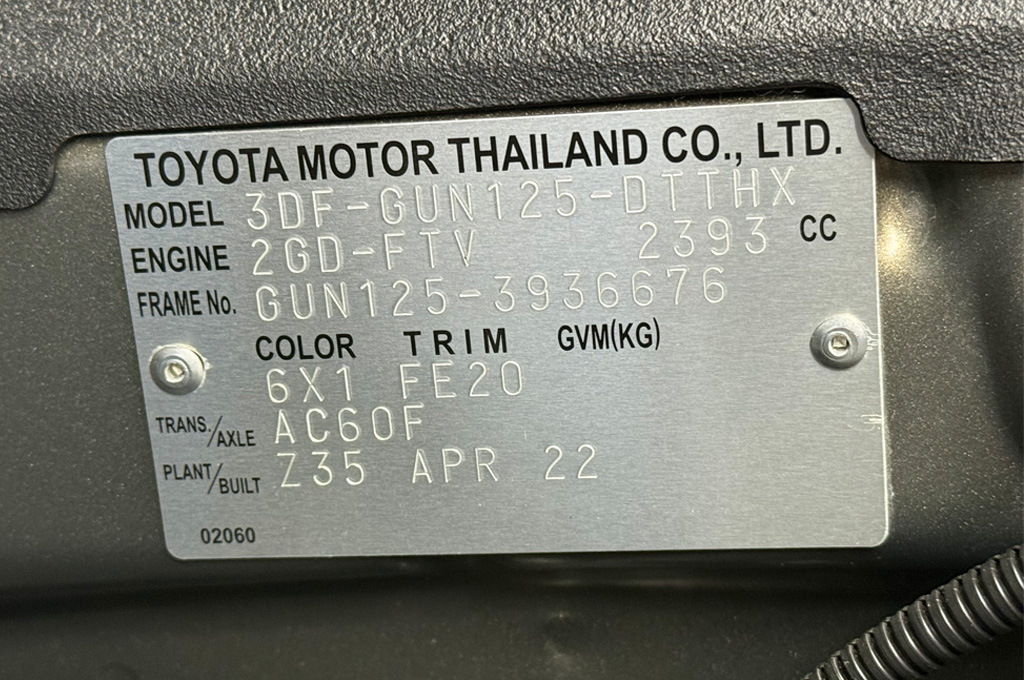 TOYOTA MOTOR THAILAND CO., LTD.
MODEL 3DF-GUN125-DTTHX
ENGINE 2GD-FTV 2393 CC
FRAME No. GUN125-3936676
COLOR TRIM GVM(KG)
6X1 FE20
TRANS./AXLE AC60F
PLANT/BUILT Z35 APR 22
02060